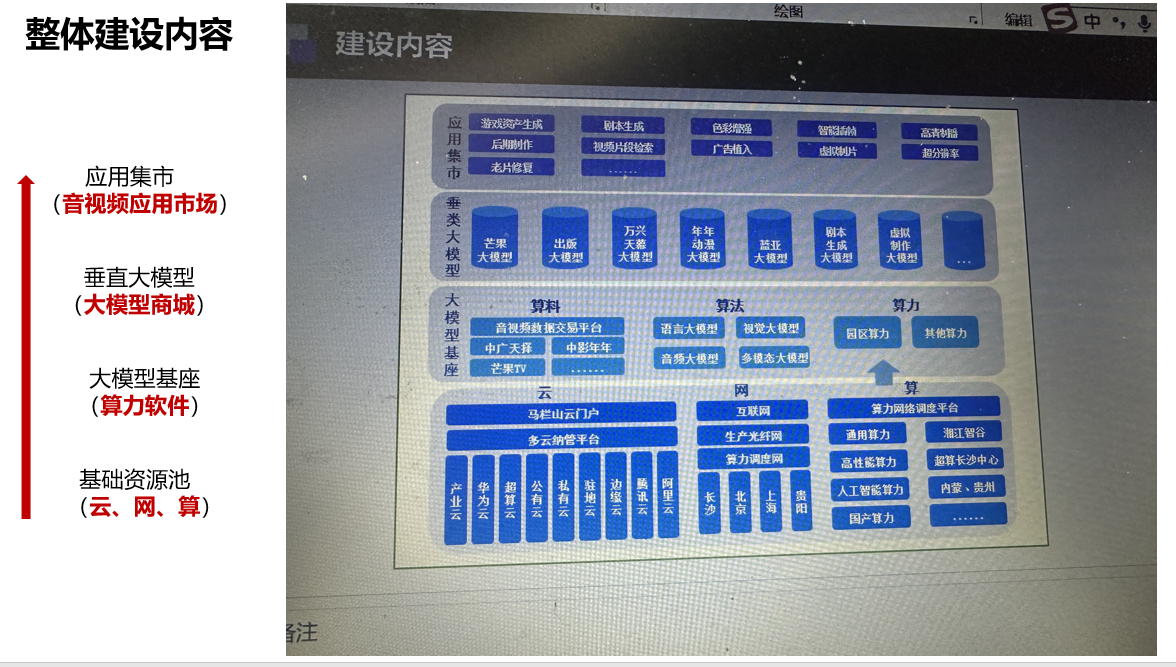 整体建设内容
应用集市
（音视频应用市场）
垂直大模型
（大模型商城）
大模型基座
（算力软件）
基础资源池
（云、网、算）
绘图
编辑
中
建设内容
应用集市
游戏资产生成 剧本生成 色彩增强 智能插帧 高清制播
后期制作 视频片段检索 广告植入 虚拟制片 超分辨率
老片修复 ......
垂类大模型
芒果大模型
出版大模型
万兴天幕大模型
年年动漫大模型
蓝亚大模型
剧本生成大模型
虚拟制作大模型
...
大模型基座
算料
音视频数据交易平台
中广天择 中影年年
芒果TV ......
算法
语言大模型 视觉大模型
音频大模型 多模态大模型
算力
园区算力 其他算力
云
马栏山云门户
多云纳管平台
产业云
华为云
超算云
公有云
私有云
驻地云
边缘云
腾讯云
阿里云
网
互联网
生产光纤网
算力调度网
长沙
北京
上海
贵阳
算
算力网络调度平台
通用算力 湘江智谷
高性能算力 超算长沙中心
人工智能算力 内蒙、贵州
国产算力 ......
备注